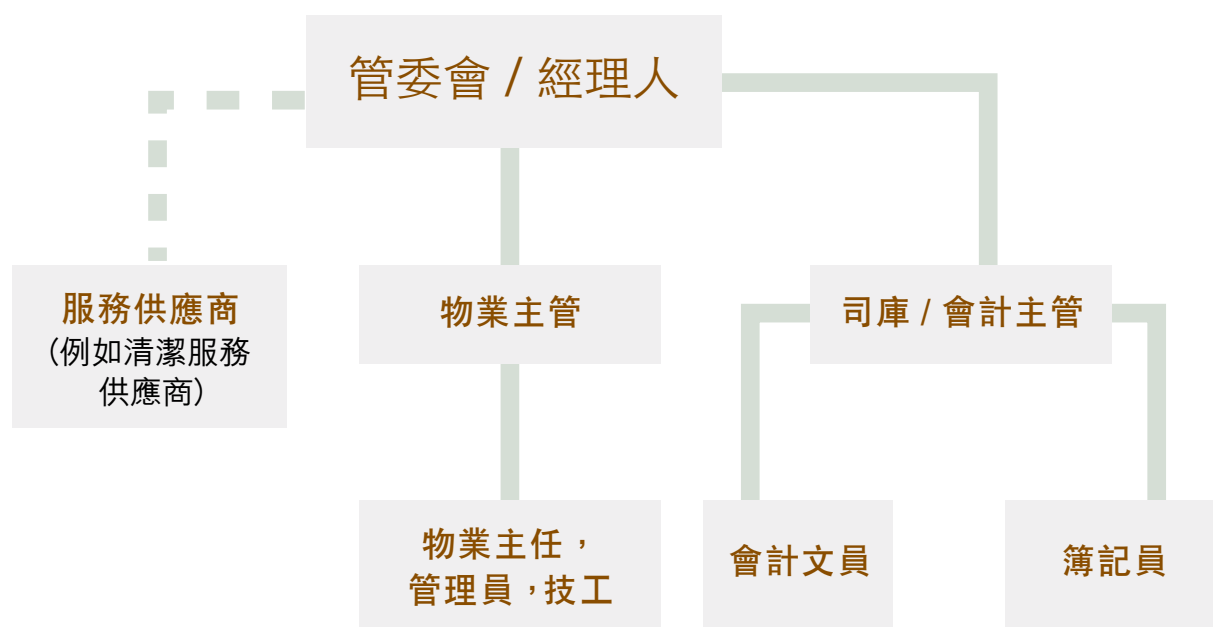 管委會 / 經理人
服務供應商
（例如清潔服務
供應商）
物業主管
司庫 / 會計主管
物業主任，
管理員，技工
會計文員
簿記員